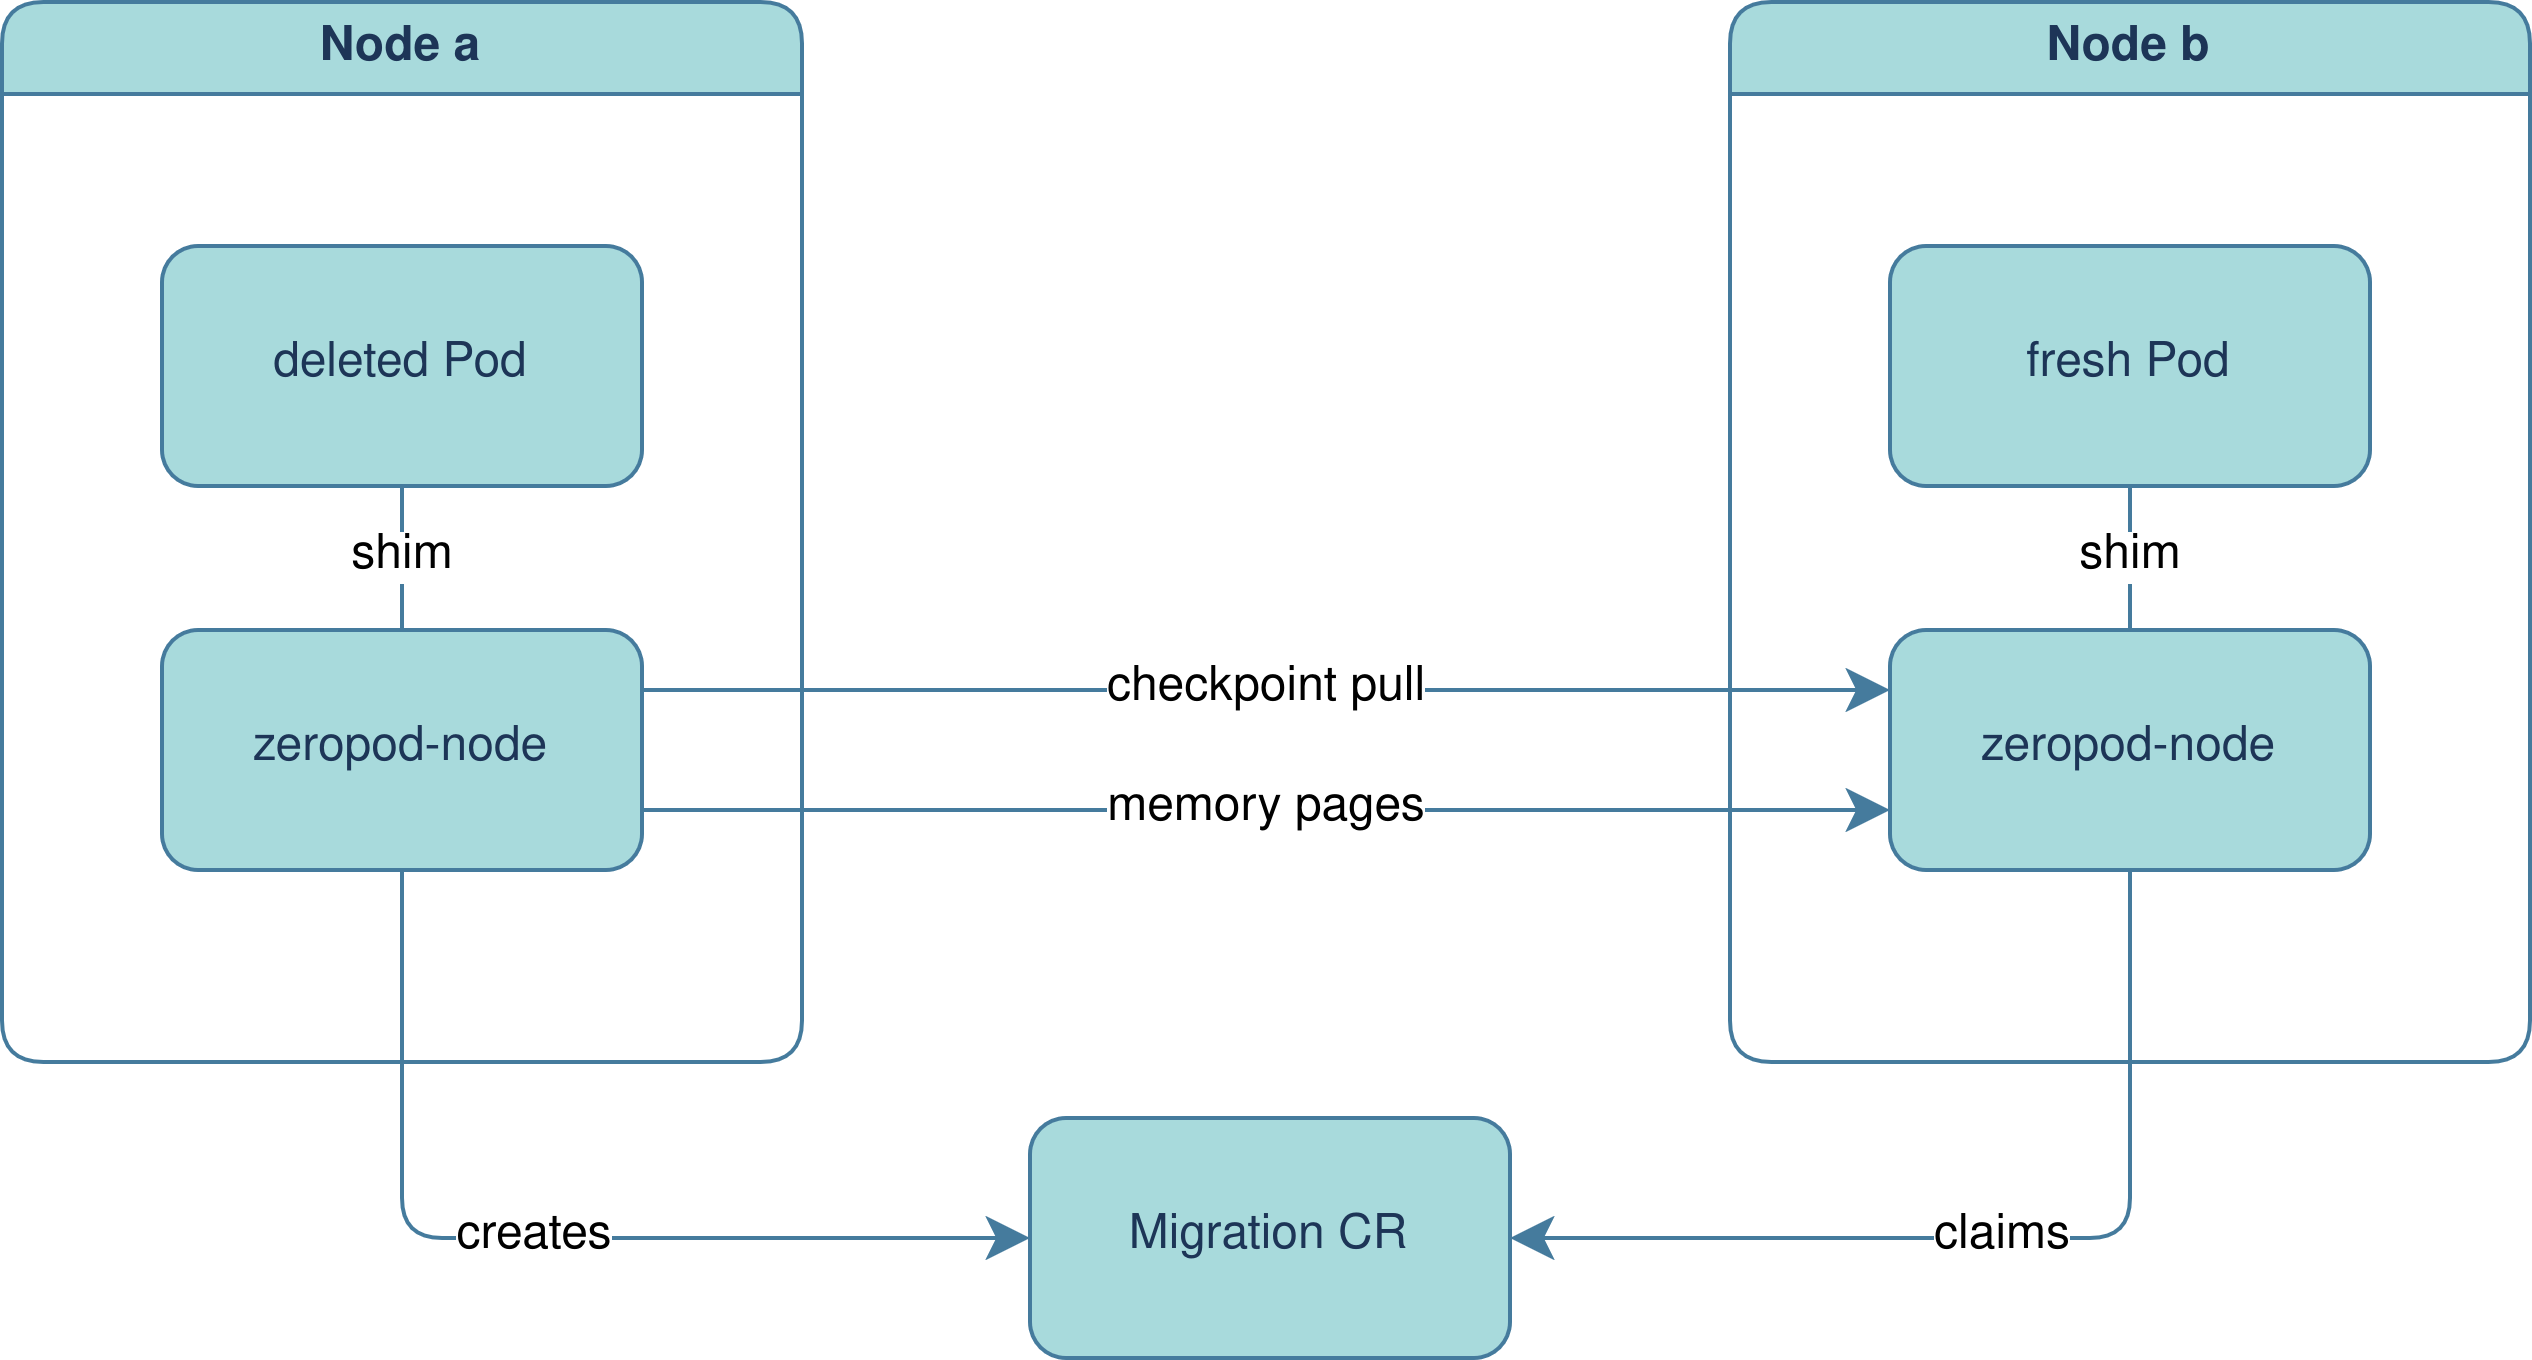 Node a
Node b
deleted Pod
fresh Pod
shim
shim
checkpoint pull
zeropod-node
zeropod-node
memory pages
creates
Migration CR
claims